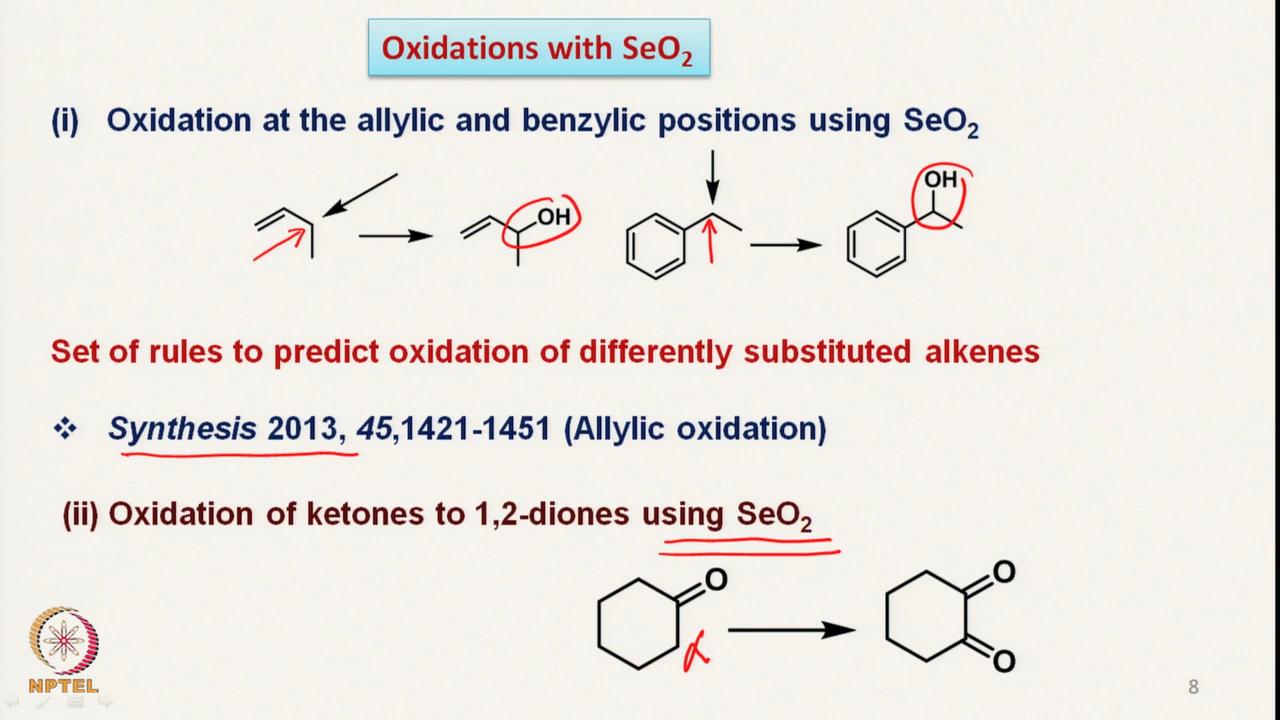 Oxidations with SeO₂
(i) Oxidation at the allylic and benzylic positions using SeO₂
OH
OH
Set of rules to predict oxidation of differently substituted alkenes
❖ Synthesis 2013, 45,1421-1451 (Allylic oxidation)
(ii) Oxidation of ketones to 1,2-diones using SeO₂
O
O
α
O
NPTEL
8